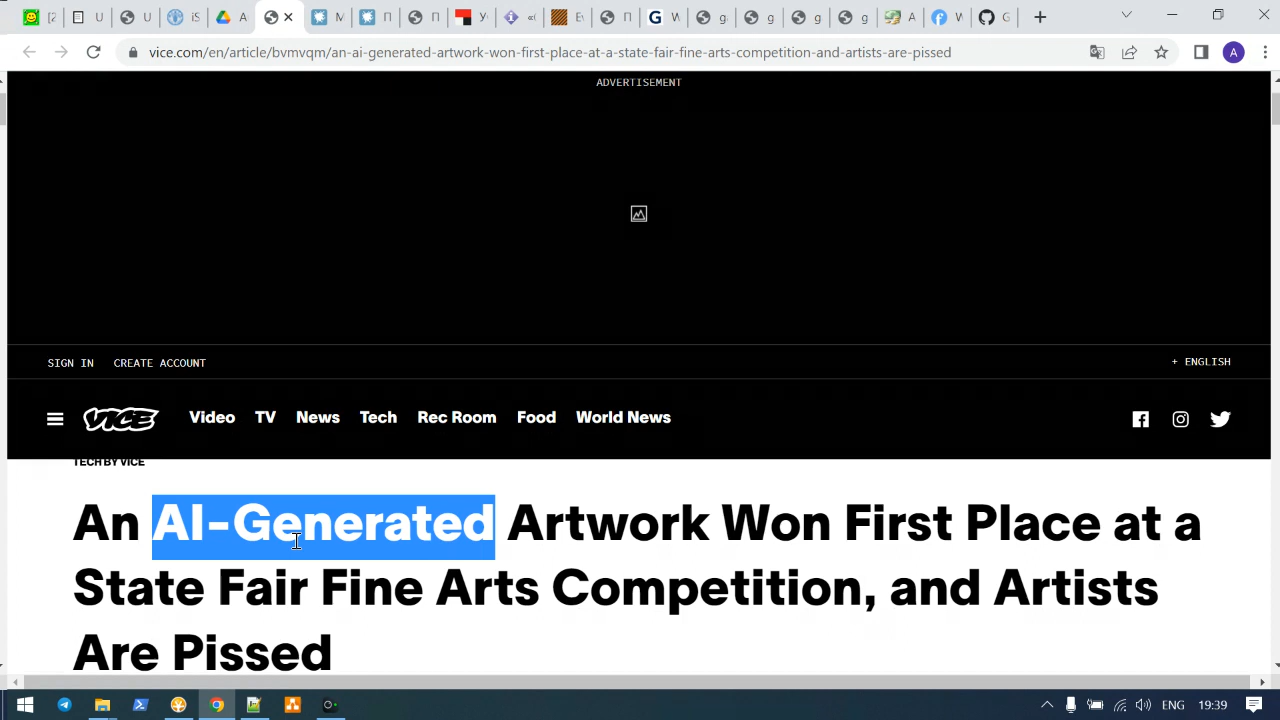 U
iS
A
M
П
П
У
«(
Ev
П
W
g
g
g
g
A
W
G
vice.com/en/article/bvmvqm/an-ai-generated-artwork-won-first-place-at-a-state-fair-fine-arts-competition-and-artists-are-pissed
A
ADVERTISEMENT
SIGN IN CREATE ACCOUNT + ENGLISH
VICE Video TV News Tech Rec Room Food World News
TECH BY VICE
An AI-Generated Artwork Won First Place at a
State Fair Fine Arts Competition, and Artists
Are Pissed
ENG 19:39